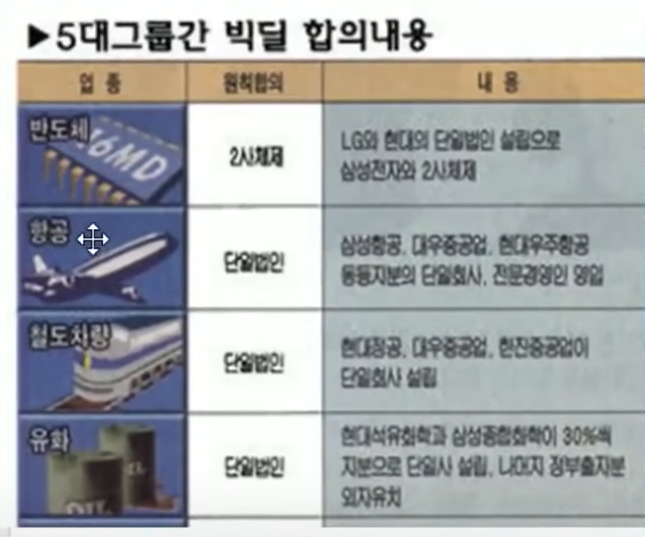 ▶5대그룹간 빅딜 합의내용
업 종 원칙합의 내 용
반도체
16MD
2사체제
LG와 현대의 단일법인 설립으로
삼성전자와 2사체제
항공
단일법인
삼성항공, 대우중공업, 현대우주항공
동등지분의 단일회사, 전문경영인 영입
철도차량
단일법인
현대정공, 대우중공업, 한진중공업이
단일회사 설립
유화
OIL
단일법인
현대석유화학과 삼성종합화학이 30%씩
지분으로 단일사 설립, 나머지 정부출자분
외자유치